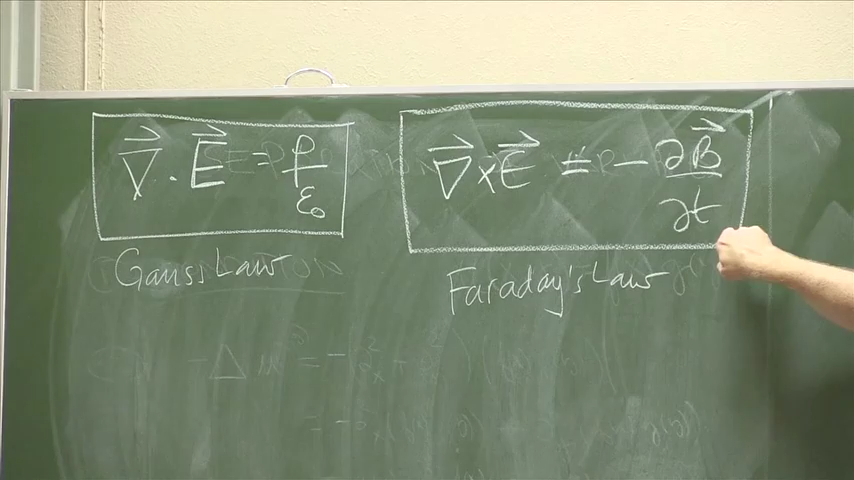 ∇⃗ · E⃗ = ρ/ε₀
Gauss Law
∇⃗ × E⃗ = − ∂B⃗/∂t
Faraday's Law